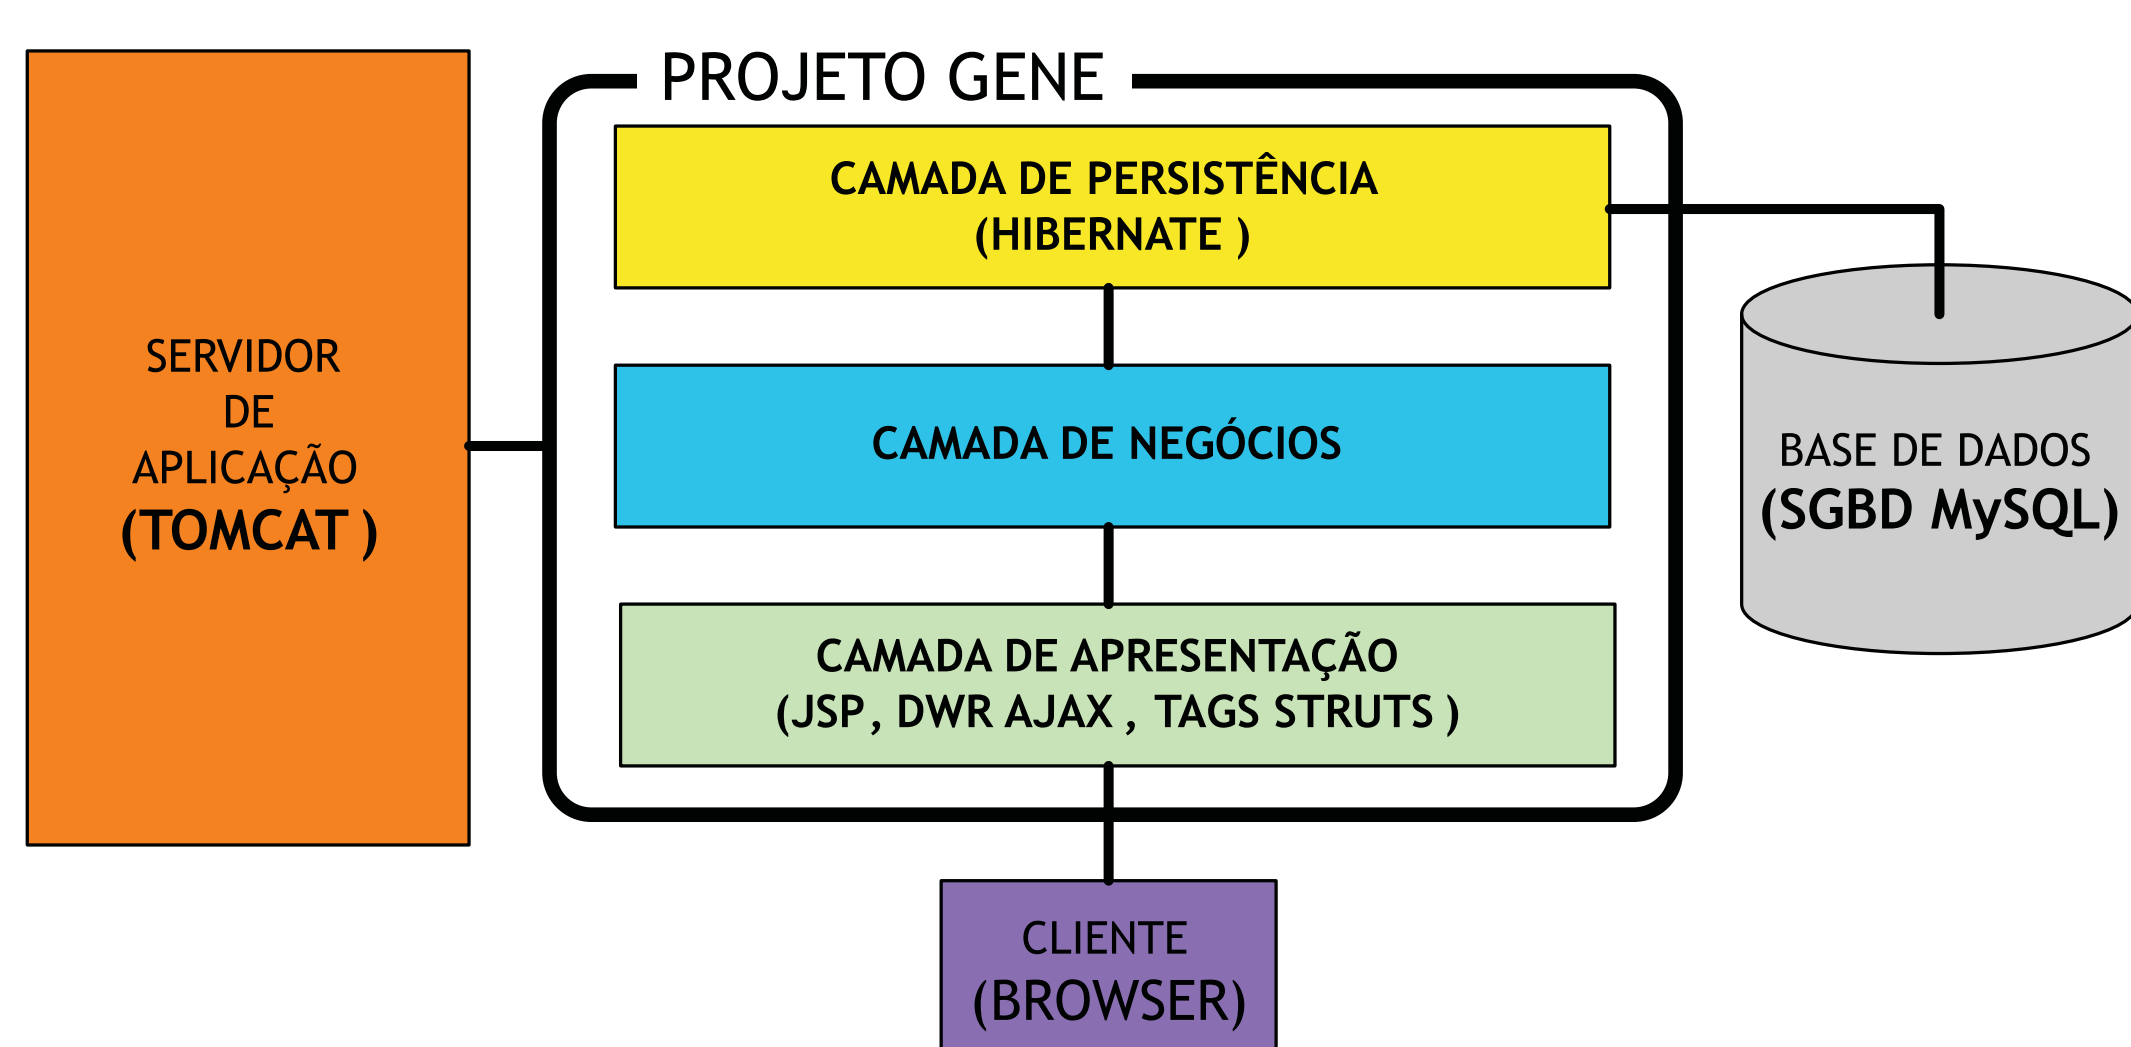 PROJETO GENE
CAMADA DE PERSISTÊNCIA
(HIBERNATE )
SERVIDOR
DE
APLICAÇÃO
(TOMCAT )
CAMADA DE NEGÓCIOS
BASE DE DADOS
(SGBD MySQL)
CAMADA DE APRESENTAÇÃO
(JSP , DWR AJAX , TAGS STRUTS )
CLIENTE
(BROWSER)